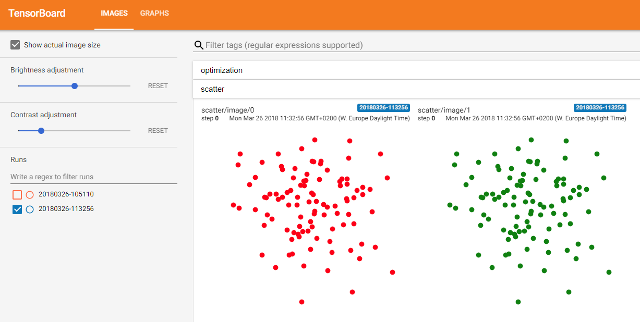 TensorBoard IMAGES GRAPHS
Show actual image size
Filter tags (regular expressions supported)
Brightness adjustment
RESET
optimization
scatter
Contrast adjustment
RESET
scatter/image/0 20180326-113256
step 0 Mon Mar 26 2018 11:32:56 GMT+0200 (W. Europe Daylight Time)
scatter/image/1 20180326-113256
step 0 Mon Mar 26 2018 11:32:56 GMT+0200 (W. Europe Daylight Time)
Runs
Write a regex to filter runs
20180326-105110
20180326-113256